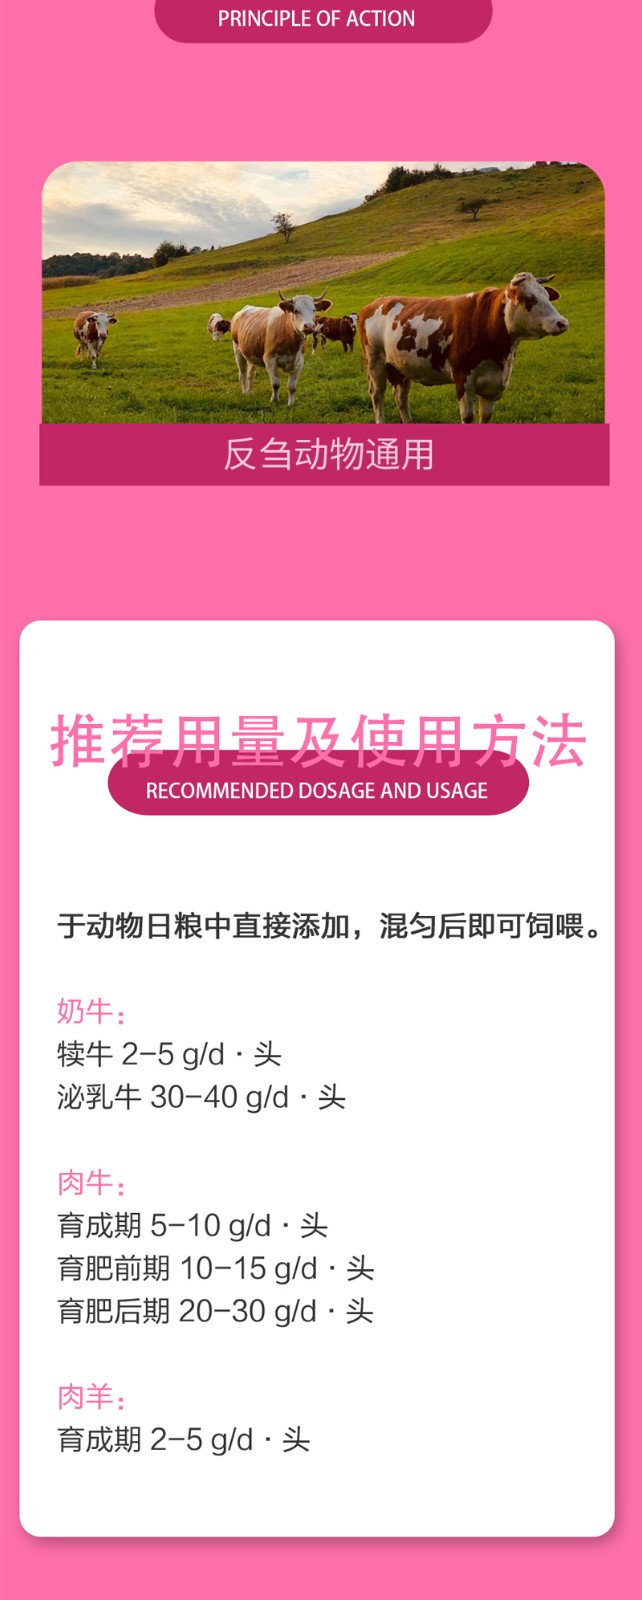 PRINCIPLE OF ACTION
反刍动物通用
推荐用量及使用方法
RECOMMENDED DOSAGE AND USAGE
于动物日粮中直接添加，混匀后即可饲喂。
奶牛：
犊牛 2-5 g/d · 头
泌乳牛 30-40 g/d · 头
肉牛：
育成期 5-10 g/d · 头
育肥前期 10-15 g/d · 头
育肥后期 20-30 g/d · 头
肉羊：
育成期 2-5 g/d · 头